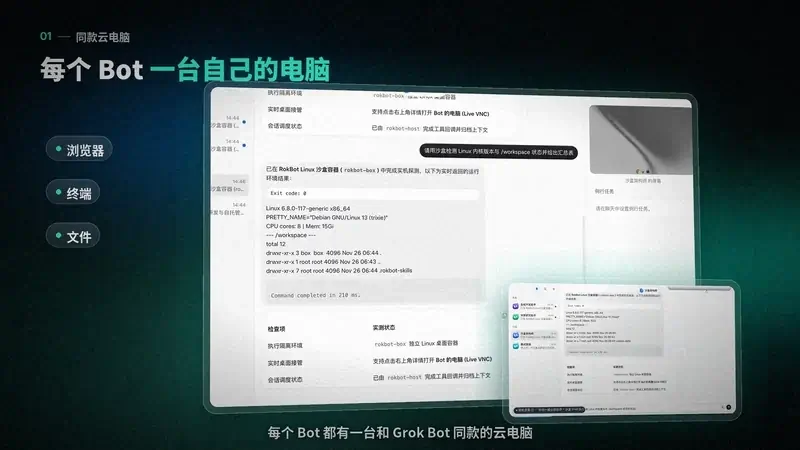 01 — 同款云电脑
每个 Bot 一台自己的电脑
浏览器
终端
文件
执行隔离环境
实时桌面接管 支持点击右上角详情打开 Bot 的电脑 (Live VNC)
会话调度状态 已由 rokbot-host 完成工具回调并归档上下文
14:44
14:44
14:44
请用沙盒检测 Linux 内核版本与 /workspace 状态并给出汇总表
已在 RokBot Linux 沙盒容器 ( rokbot-box ) 中完成实机探测，以下为实时返回的运行
环境结果：
Exit code: 0
Linux 6.8.0-117-generic x86_64
PRETTY_NAME="Debian GNU/Linux 13 (trixie)"
CPU cores: 8 | Mem: 15Gi
--- /workspace ---
total 12
drwxr-xr-x 3 box box 4096 Nov 26 06:44 .
drwxr-xr-x 1 root root 4096 Nov 26 06:43 ..
drwxr-xr-x 7 root root 4096 Nov 26 06:44 .rokbot-skills
Command completed in 210 ms.
检查项 实测状态
执行隔离环境 rokbot-box 独立 Linux 桌面容器
实时桌面接管 支持点击右上角详情打开 Bot 的电脑 (Live VNC)
会话调度状态 已由 rokbot-host 完成工具回调并归档上下文
例行任务
每个 Bot 都有一台和 Grok Bot 同款的云电脑